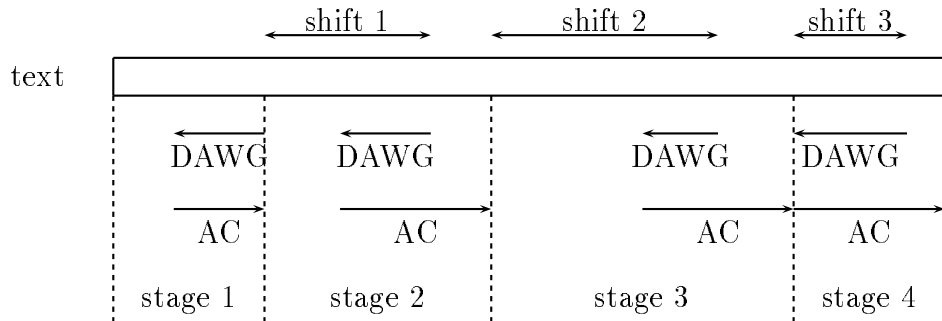 shift 1 shift 2 shift 3
text
DAWG DAWG DAWG DAWG
AC AC AC AC
stage 1 stage 2 stage 3 stage 4